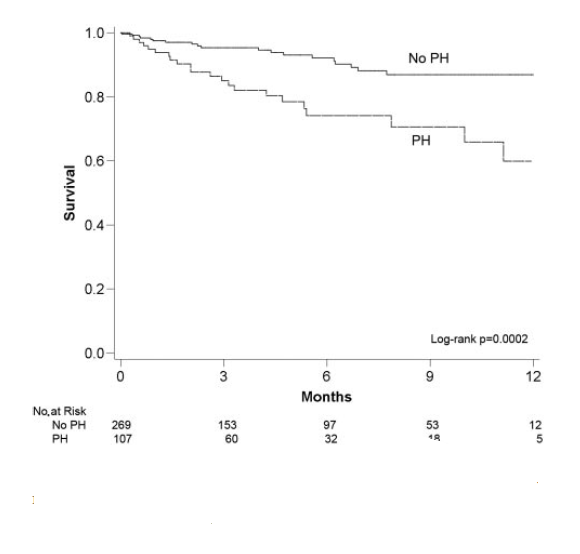 1.0
0.8
0.6
0.4
0.2
0.0
Survival
No PH
PH
Log-rank p=0.0002
0 3 6 9 12
Months
No.at Risk
No PH 269 153 97 53 12
PH 107 60 32 18 5